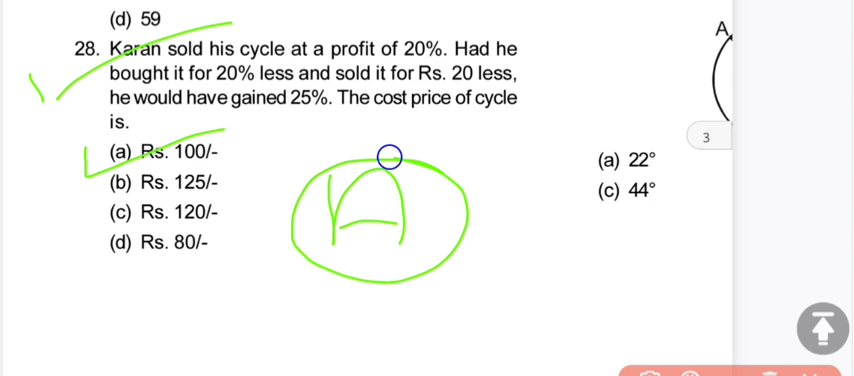 (d) 59
28. Karan sold his cycle at a profit of 20%. Had he
bought it for 20% less and sold it for Rs. 20 less,
he would have gained 25%. The cost price of cycle
is.
(a) Rs. 100/-
(b) Rs. 125/-
(c) Rs. 120/-
(d) Rs. 80/-
A
A
3
(a) 22°
(c) 44°